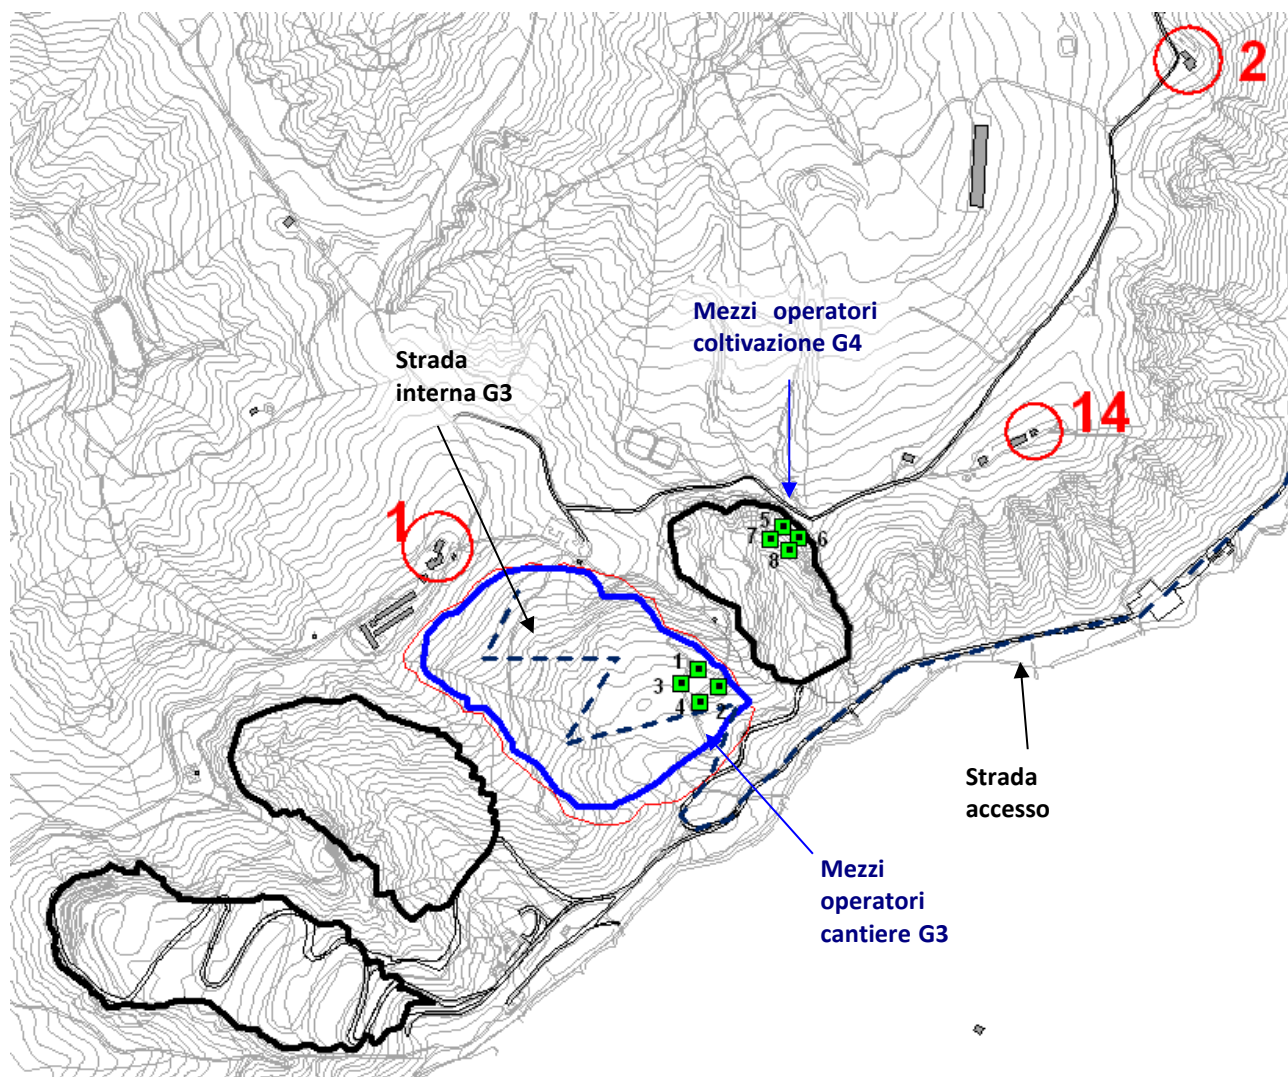 2
Mezzi operatori
coltivazione G4
Strada
interna G3
14
1
5
7
6
8
1
3
4
2
Strada
accesso
Mezzi
operatori
cantiere G3